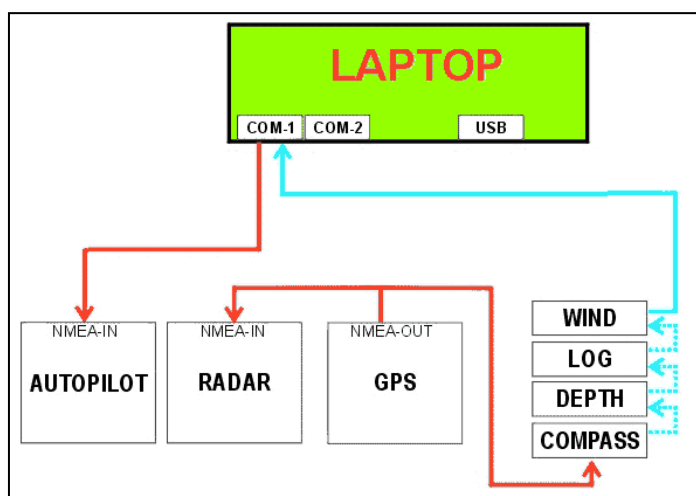 LAPTOP
COM-1 COM-2 USB
NMEA-IN NMEA-IN NMEA-OUT
AUTOPILOT RADAR GPS
WIND
LOG
DEPTH
COMPASS